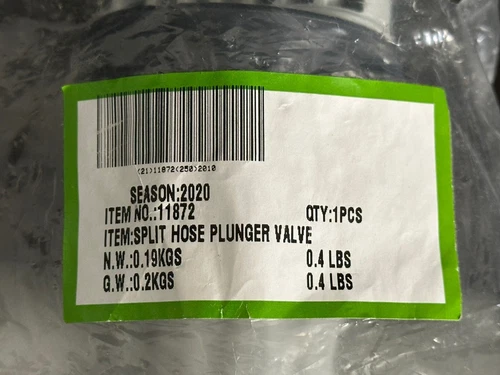 (21)11872(250)2010
SEASON:2020
ITEM NO.:11872 QTY:1PCS
ITEM:SPLIT HOSE PLUNGER VALVE
N.W.:0.19KGS 0.4 LBS
G.W.:0.2KGS 0.4 LBS